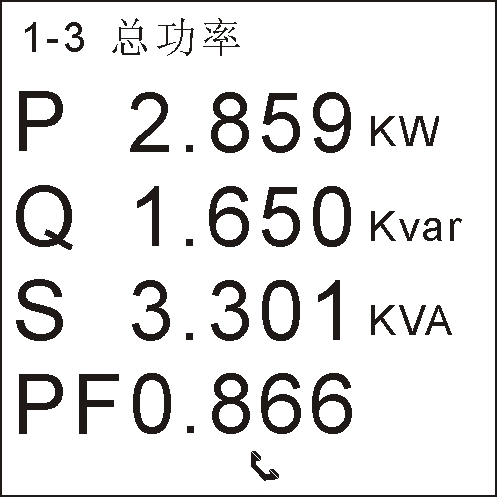 1-3 总功率
P 2.859 KW
Q 1.650 Kvar
S 3.301 KVA
PF0.866